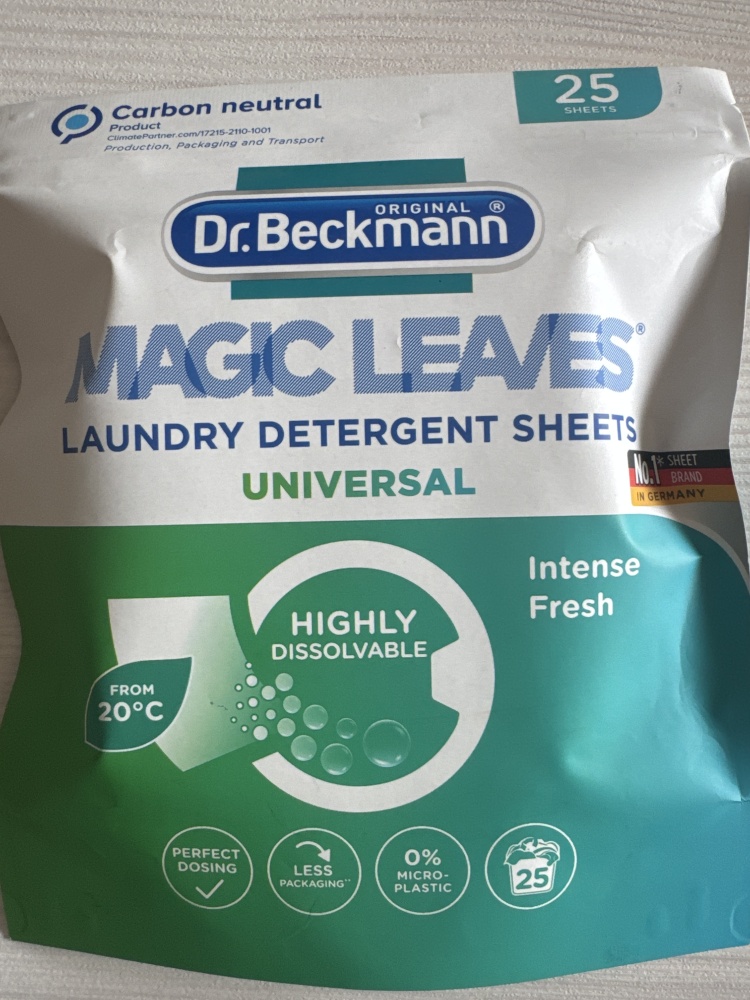 Carbon neutral
Product
ClimatePartner.com/17215-2110-1001
Production, Packaging and Transport
25
SHEETS
ORIGINAL ®
Dr.Beckmann
MAGIC LEAVES®
LAUNDRY DETERGENT SHEETS
UNIVERSAL
No.1* SHEET
BRAND
IN GERMANY
Intense
Fresh
HIGHLY
DISSOLVABLE
FROM
20°C
PERFECT
DOSING
LESS
PACKAGING**
0%
MICRO-
PLASTIC
25